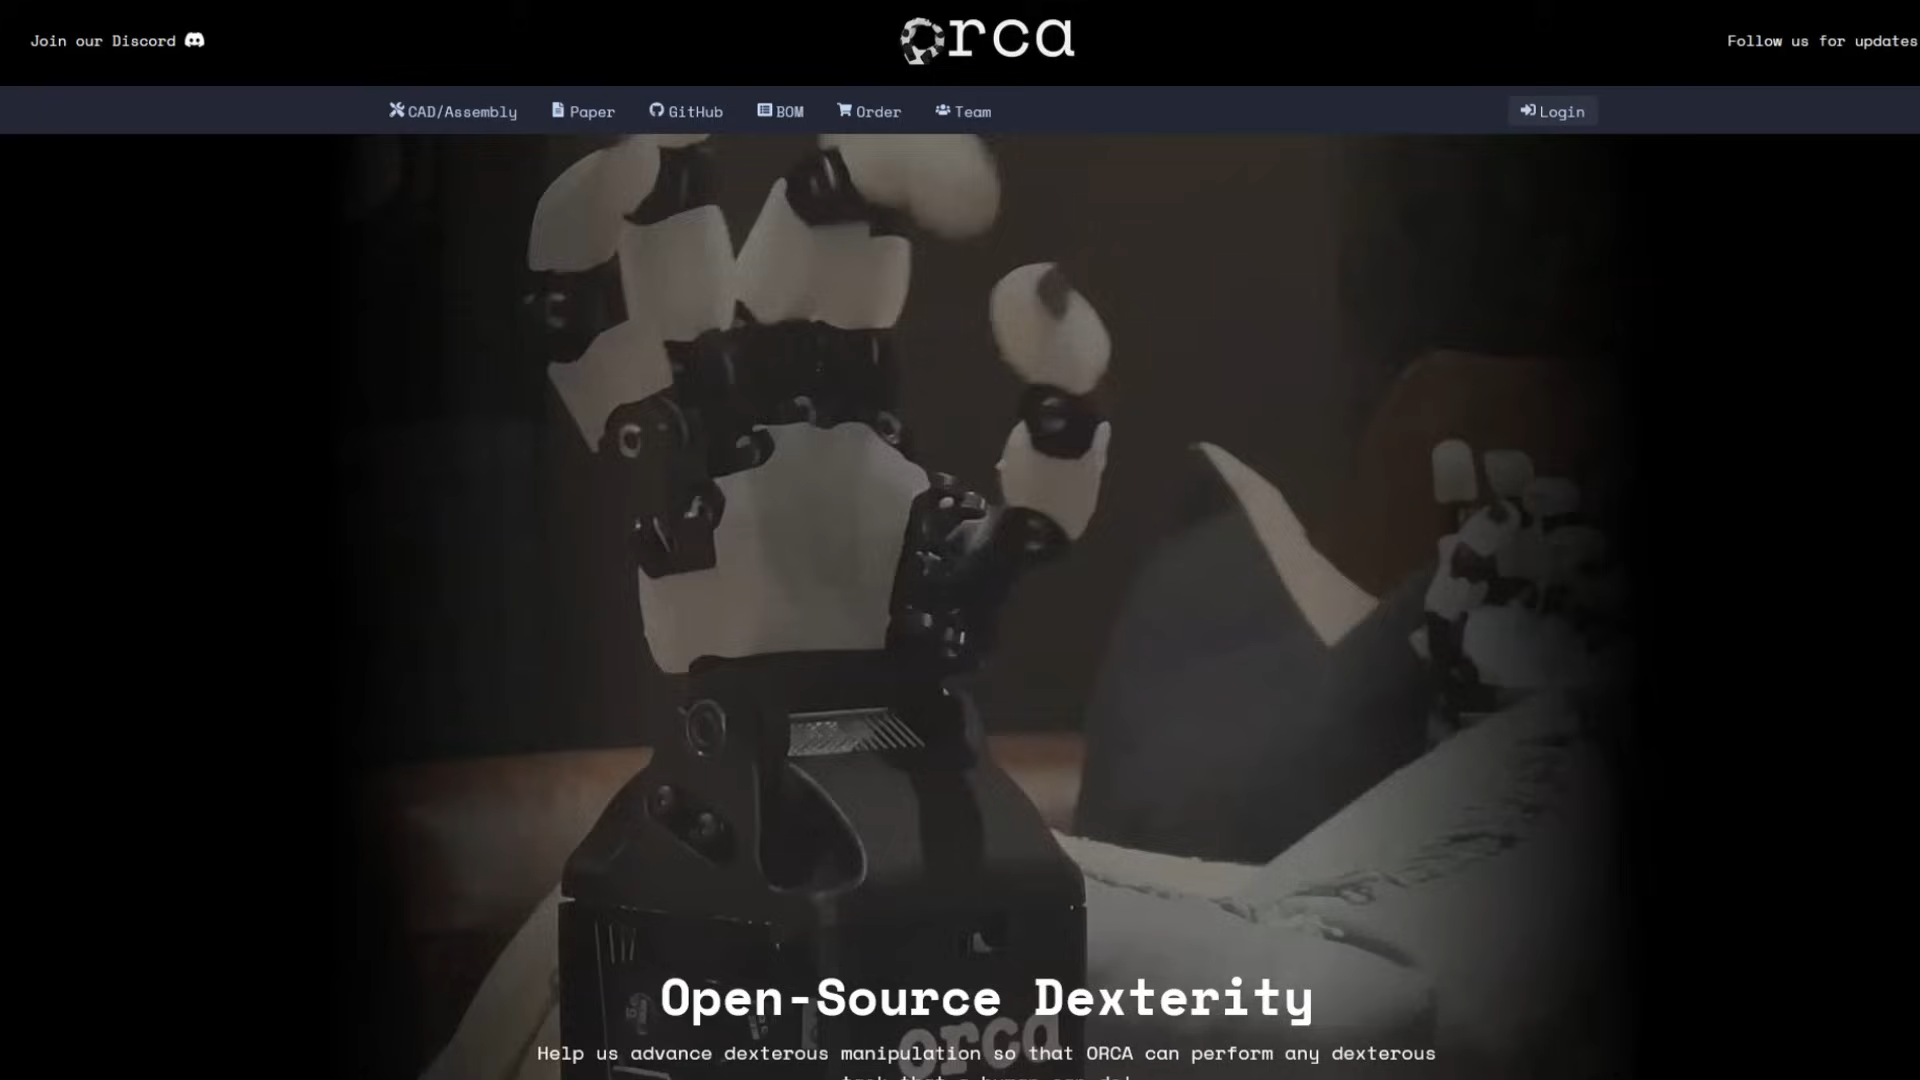 Join our Discord
orca
Follow us for updates
CAD/Assembly
Paper
GitHub
BOM
Order
Team
Login
Open-Source Dexterity
orca
Help us advance dexterous manipulation so that ORCA can perform any dexterous